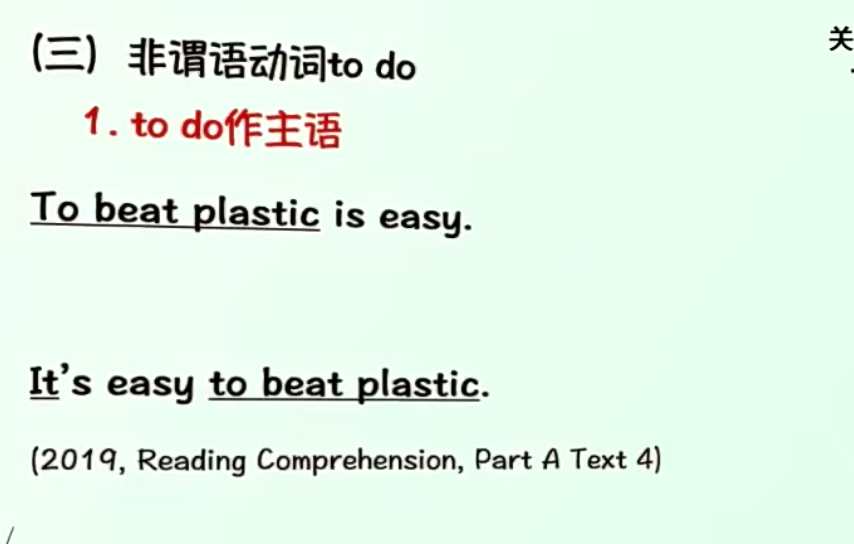 (三) 非谓语动词to do
关
1. to do作主语
To beat plastic is easy.
It's easy to beat plastic.
(2019, Reading Comprehension, Part A Text 4)